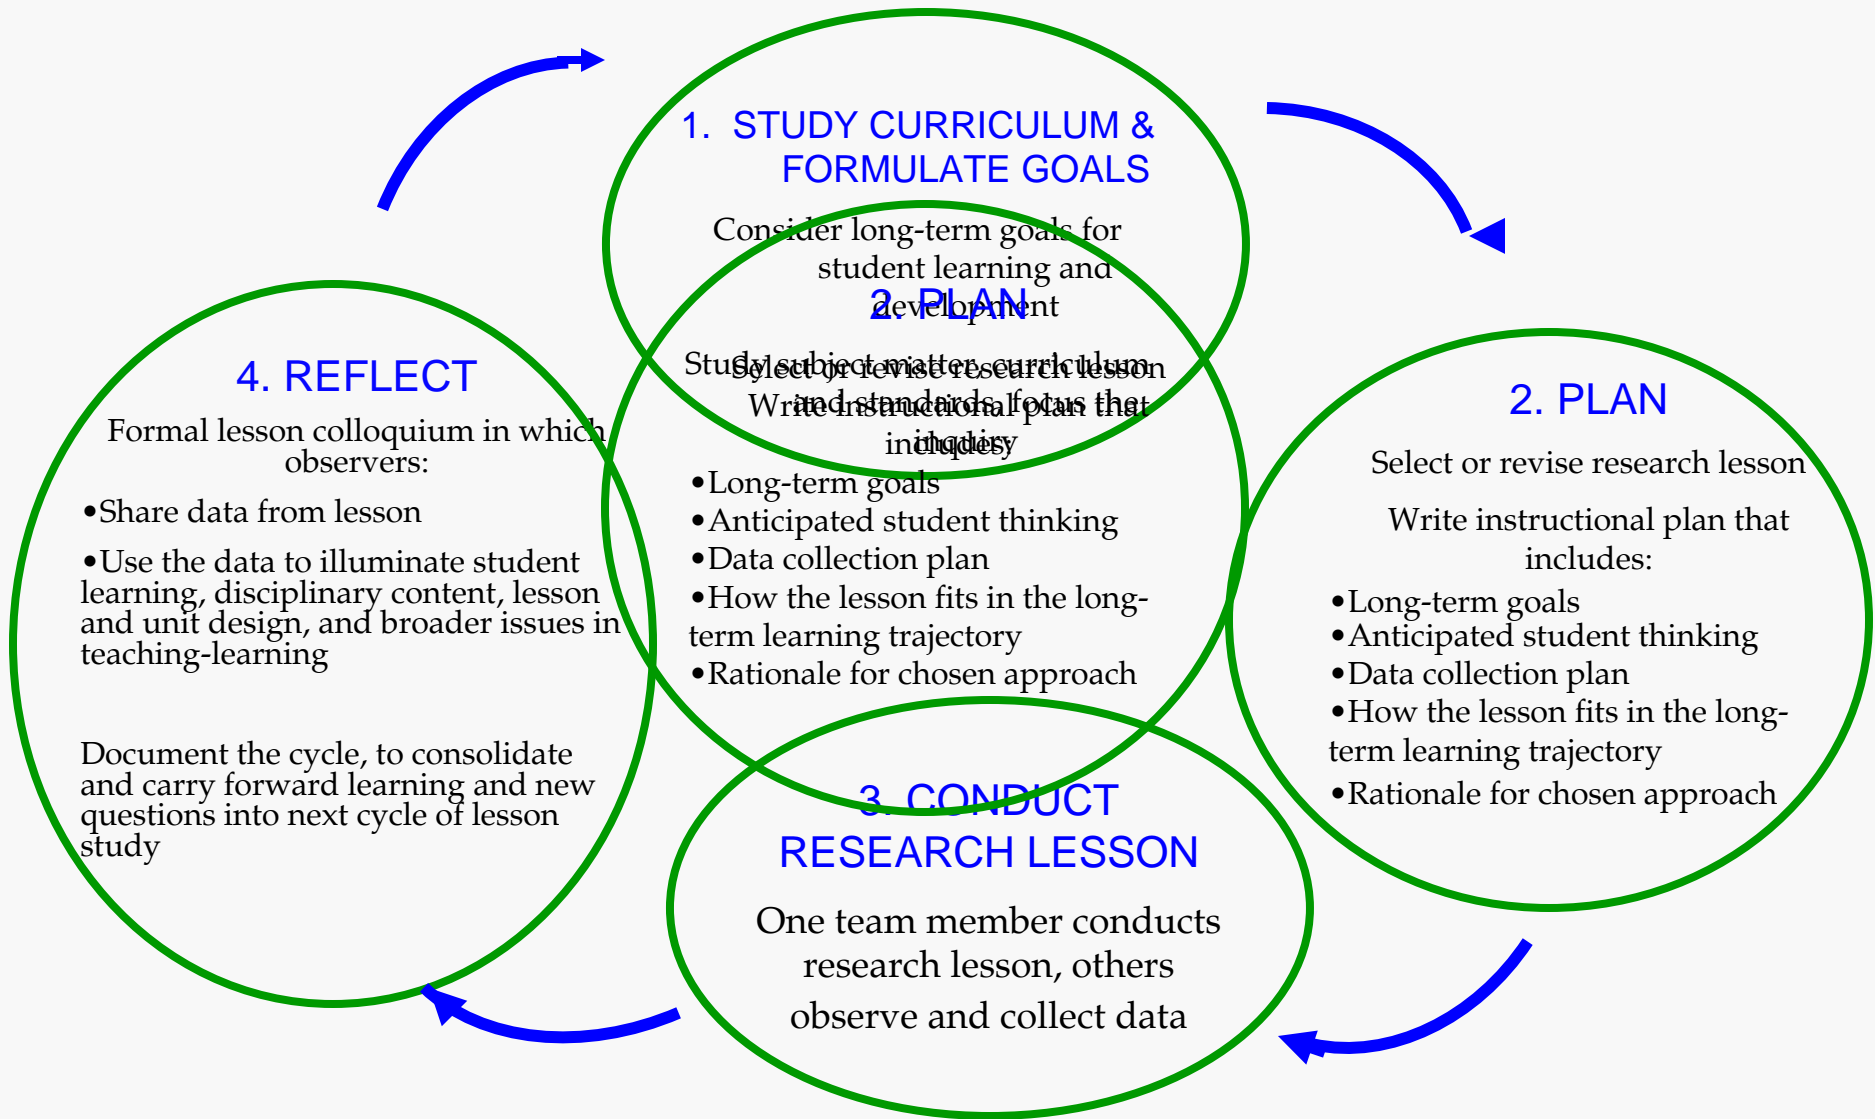 1. STUDY CURRICULUM &
FORMULATE GOALS
Consider long-term goals for
student learning and
development
Study subject matter, curriculum
and standards, focus the
inquiry
2. PLAN
Select or revise research lesson
Write instructional plan that
includes:
•Long-term goals
•Anticipated student thinking
•Data collection plan
•How the lesson fits in the long-
term learning trajectory
•Rationale for chosen approach
2. PLAN
Select or revise research lesson
Write instructional plan that
includes:
•Long-term goals
•Anticipated student thinking
•Data collection plan
•How the lesson fits in the long-
term learning trajectory
•Rationale for chosen approach
3. CONDUCT
RESEARCH LESSON
One team member conducts
research lesson, others
observe and collect data
4. REFLECT
Formal lesson colloquium in which
observers:
•Share data from lesson
•Use the data to illuminate student
learning, disciplinary content, lesson
and unit design, and broader issues in
teaching-learning
Document the cycle, to consolidate
and carry forward learning and new
questions into next cycle of lesson
study